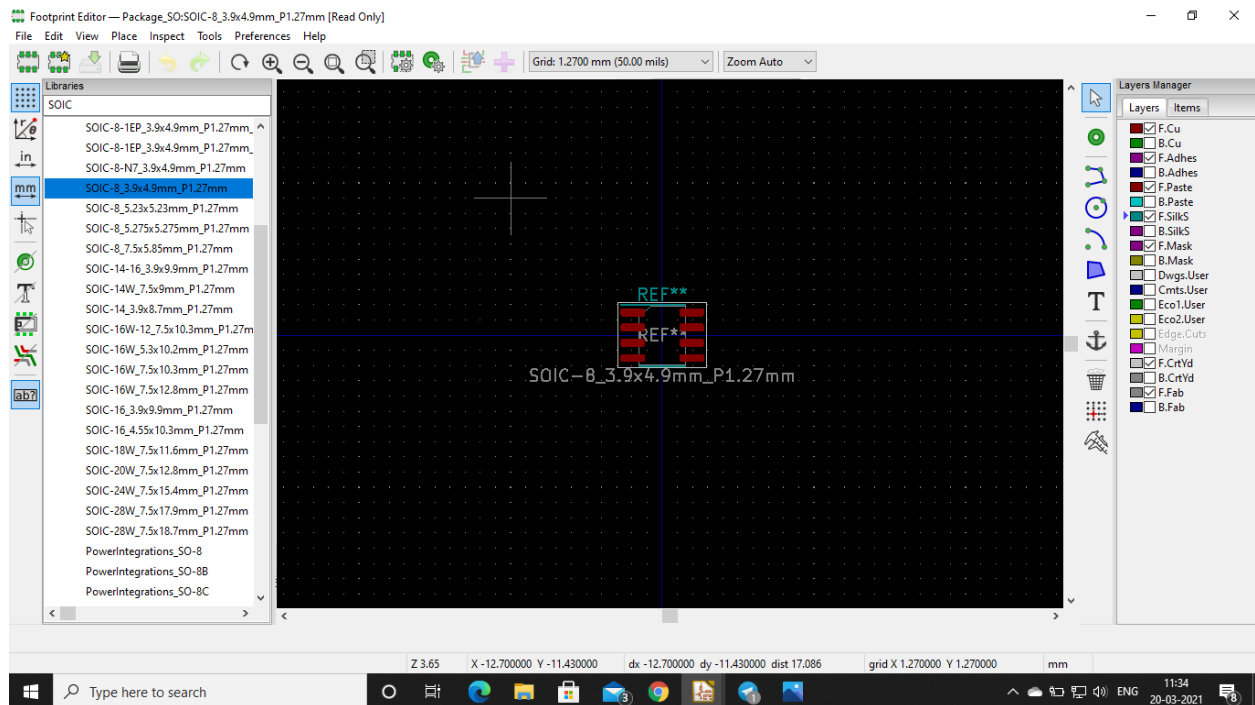 Footprint Editor — Package_SO:SOIC-8_3.9x4.9mm_P1.27mm [Read Only]
File Edit View Place Inspect Tools Preferences Help
Grid: 1.2700 mm (50.00 mils)
Zoom Auto
Libraries
SOIC
SOIC-8-1EP_3.9x4.9mm_P1.27mm_
SOIC-8-1EP_3.9x4.9mm_P1.27mm_
SOIC-8-N7_3.9x4.9mm_P1.27mm
SOIC-8_3.9x4.9mm_P1.27mm
SOIC-8_5.23x5.23mm_P1.27mm
SOIC-8_5.275x5.275mm_P1.27mm
SOIC-8_7.5x5.85mm_P1.27mm
SOIC-14-16_3.9x9.9mm_P1.27mm
SOIC-14W_7.5x9mm_P1.27mm
SOIC-14_3.9x8.7mm_P1.27mm
SOIC-16W-12_7.5x10.3mm_P1.27m
SOIC-16W_5.3x10.2mm_P1.27mm
SOIC-16W_7.5x10.3mm_P1.27mm
SOIC-16W_7.5x12.8mm_P1.27mm
SOIC-16_3.9x9.9mm_P1.27mm
SOIC-16_4.55x10.3mm_P1.27mm
SOIC-18W_7.5x11.6mm_P1.27mm
SOIC-20W_7.5x12.8mm_P1.27mm
SOIC-24W_7.5x15.4mm_P1.27mm
SOIC-28W_7.5x17.9mm_P1.27mm
SOIC-28W_7.5x18.7mm_P1.27mm
PowerIntegrations_SO-8
PowerIntegrations_SO-8B
PowerIntegrations_SO-8C
in
mm
ab?
REF**
REF**
SOIC-8_3.9x4.9mm_P1.27mm
T
Layers Manager
Layers Items
F.Cu
B.Cu
F.Adhes
B.Adhes
F.Paste
B.Paste
F.SilkS
B.SilkS
F.Mask
B.Mask
Dwgs.User
Cmts.User
Eco1.User
Eco2.User
Edge.Cuts
Margin
F.CrtYd
B.CrtYd
F.Fab
B.Fab
Z 3.65 X -12.700000 Y -11.430000 dx -12.700000 dy -11.430000 dist 17.086 grid X 1.270000 Y 1.270000 mm
Type here to search
3
1
ENG
11:34
20-03-2021
8